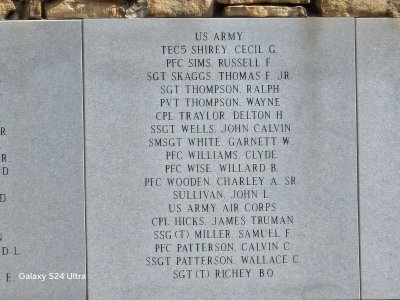 US ARMY
TEC5 SHIREY, CECIL G.
PFC SIMS, RUSSELL F.
SGT SKAGGS, THOMAS F. JR.
SGT THOMPSON, RALPH
PVT THOMPSON, WAYNE
CPL TRAYLOR, DELTON H.
SSGT WELLS, JOHN CALVIN
SMSGT WHITE, GARNETT W.
PFC WILLIAMS, CLYDE
PFC WISE, WILLARD B.
PFC WOODEN, CHARLEY A. SR.
SULLIVAN, JOHN L.
US ARMY AIR CORPS
CPL HICKS, JAMES TRUMAN
SSG(T) MILLER, SAMUEL F.
PFC PATTERSON, CALVIN C.
SSGT PATTERSON, WALLACE C.
SGT(T) RICHEY, B.O.
Galaxy S24 Ultra